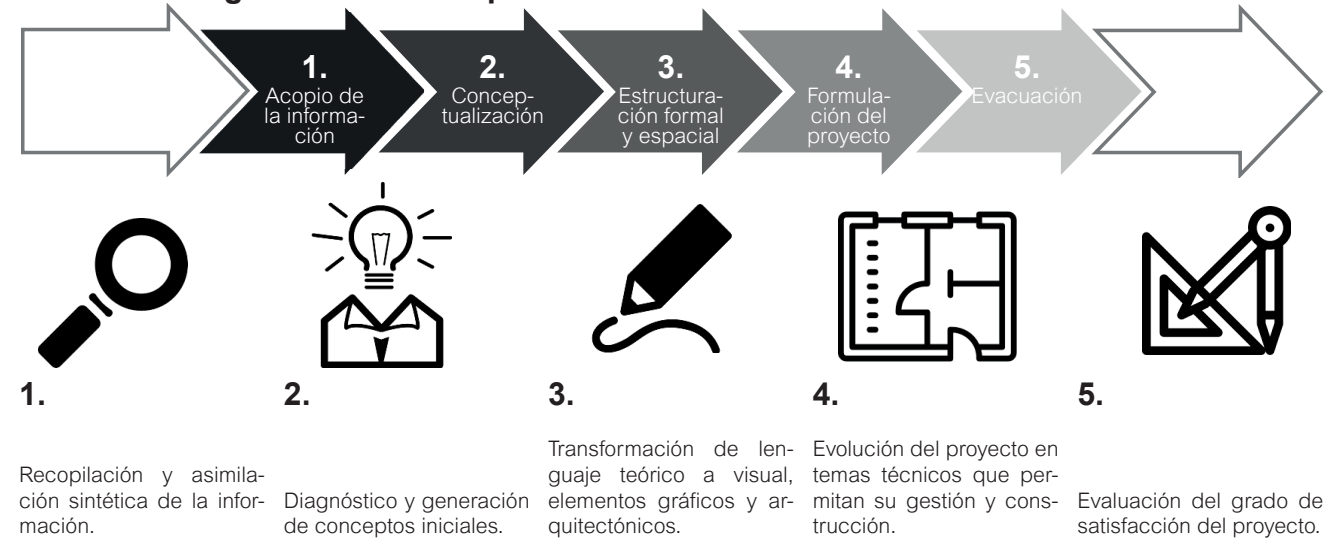 1.
Acopio de
la informa-
ción
2.
Concep-
tualización
3.
Estructura-
ción formal
y espacial
4.
Formula-
ción del
proyecto
5.
Evacuación
1.
Recopilación y asimila-
ción sintética de la infor-
mación.
2.
Diagnóstico y generación
de conceptos iniciales.
3.
Transformación de len-
guaje teórico a visual,
elementos gráficos y ar-
quitectónicos.
4.
Evolución del proyecto en
temas técnicos que per-
mitan su gestión y cons-
trucción.
5.
Evaluación del grado de
satisfacción del proyecto.